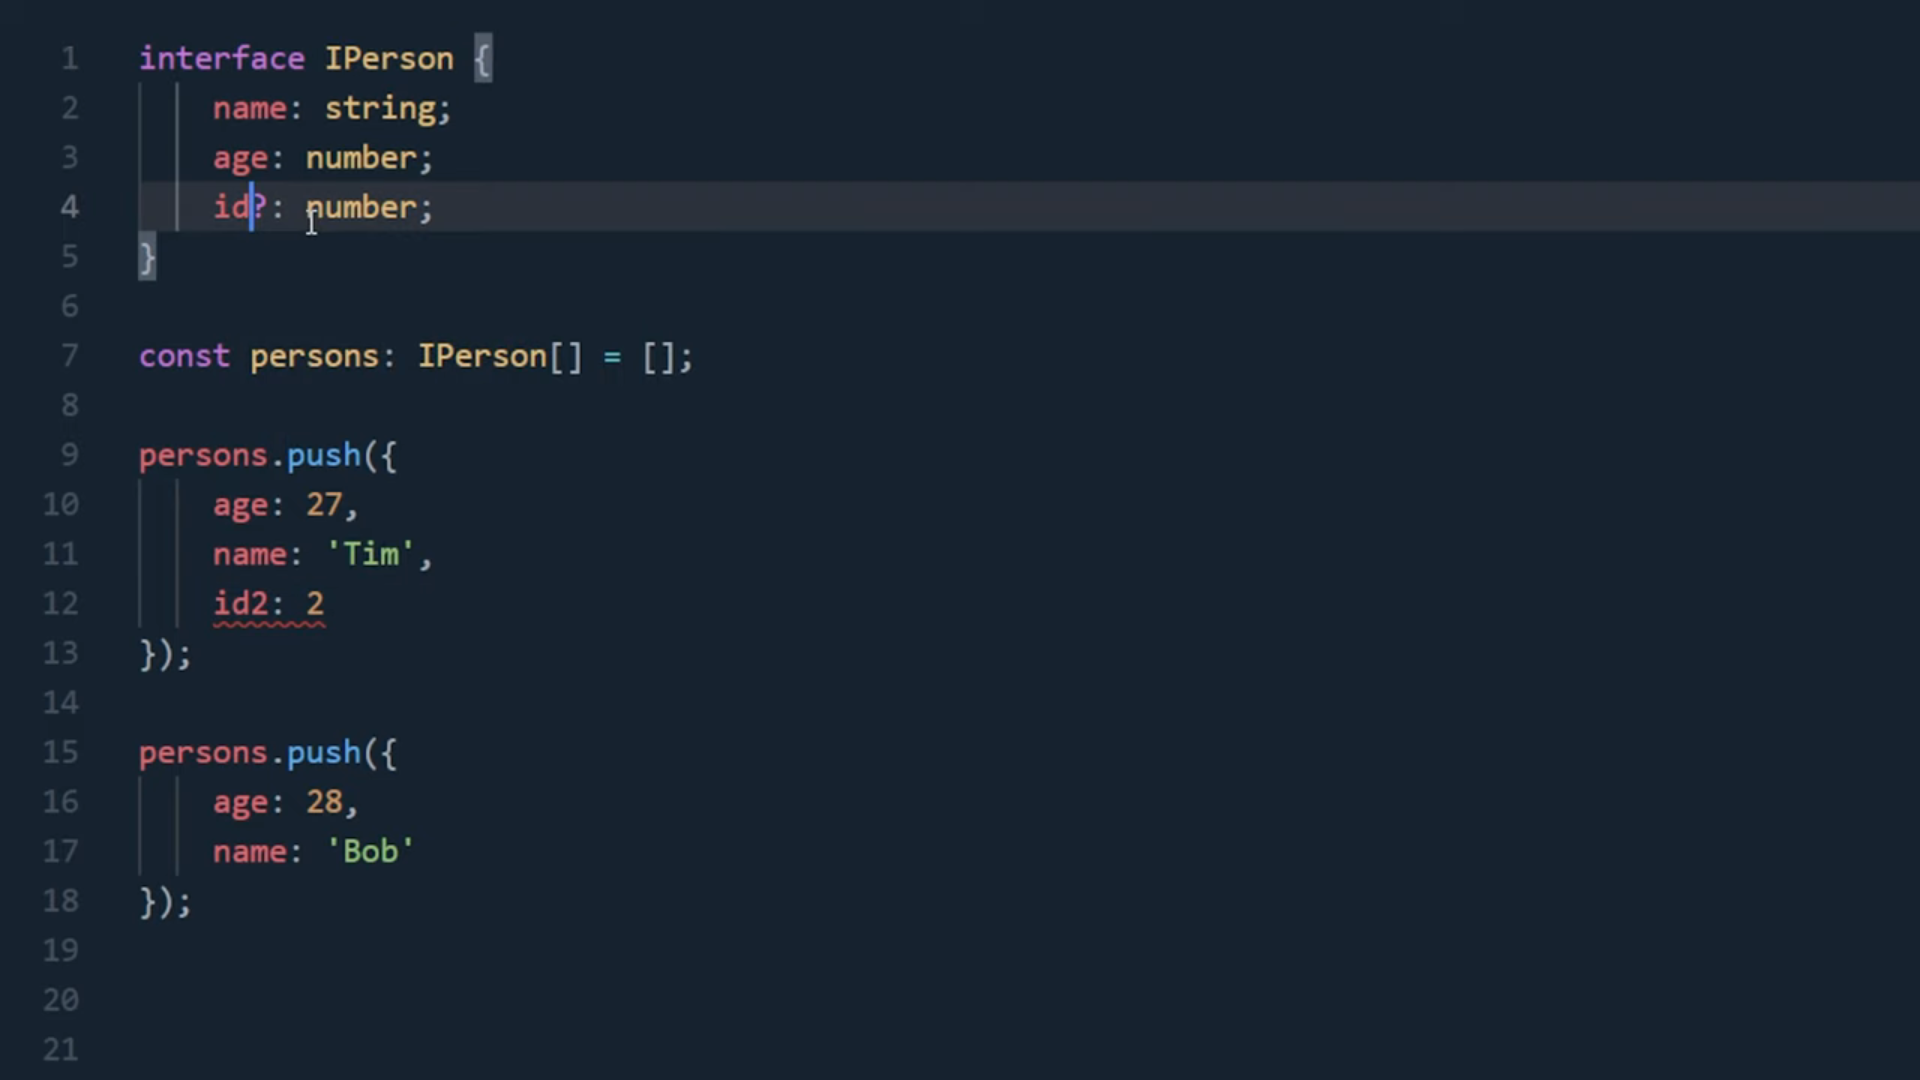 1 interface IPerson {
2 name: string;
3 age: number;
4 id?: number;
5 }
6
7 const persons: IPerson[] = [];
8
9 persons.push({
10 age: 27,
11 name: 'Tim',
12 id2: 2
13 });
14
15 persons.push({
16 age: 28,
17 name: 'Bob'
18 });
19
20
21